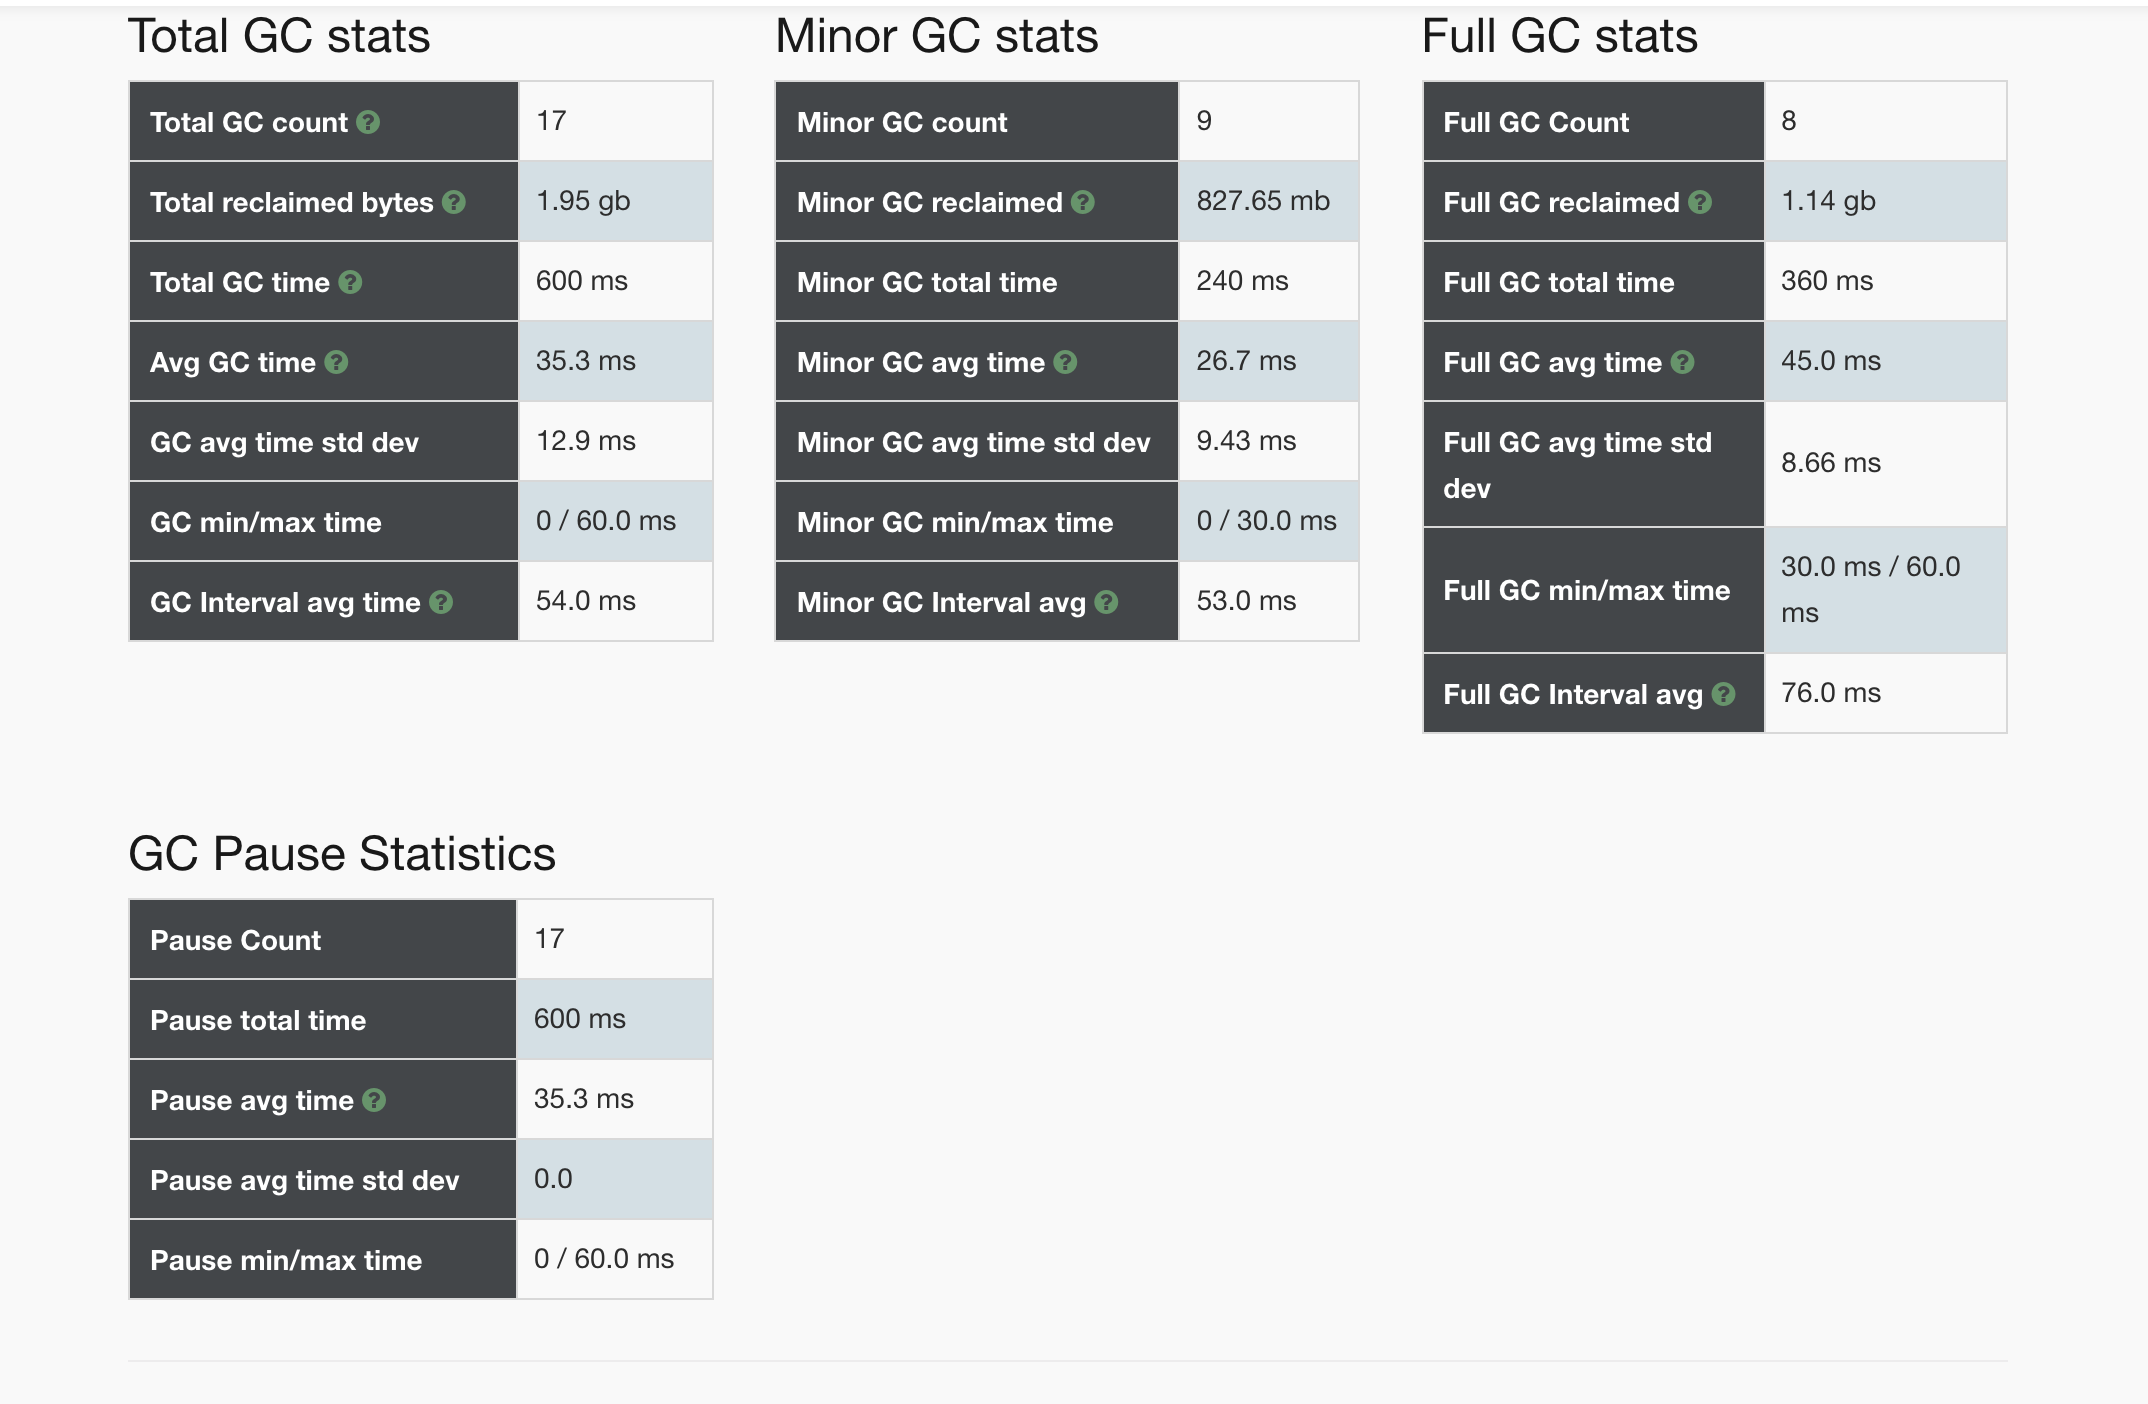 Total GC stats
Total GC count ? 17
Total reclaimed bytes ? 1.95 gb
Total GC time ? 600 ms
Avg GC time ? 35.3 ms
GC avg time std dev 12.9 ms
GC min/max time 0 / 60.0 ms
GC Interval avg time ? 54.0 ms
Minor GC stats
Minor GC count 9
Minor GC reclaimed ? 827.65 mb
Minor GC total time 240 ms
Minor GC avg time ? 26.7 ms
Minor GC avg time std dev 9.43 ms
Minor GC min/max time 0 / 30.0 ms
Minor GC Interval avg ? 53.0 ms
Full GC stats
Full GC Count 8
Full GC reclaimed ? 1.14 gb
Full GC total time 360 ms
Full GC avg time ? 45.0 ms
Full GC avg time std
dev
8.66 ms
Full GC min/max time
30.0 ms / 60.0
ms
Full GC Interval avg ? 76.0 ms
GC Pause Statistics
Pause Count 17
Pause total time 600 ms
Pause avg time ? 35.3 ms
Pause avg time std dev 0.0
Pause min/max time 0 / 60.0 ms